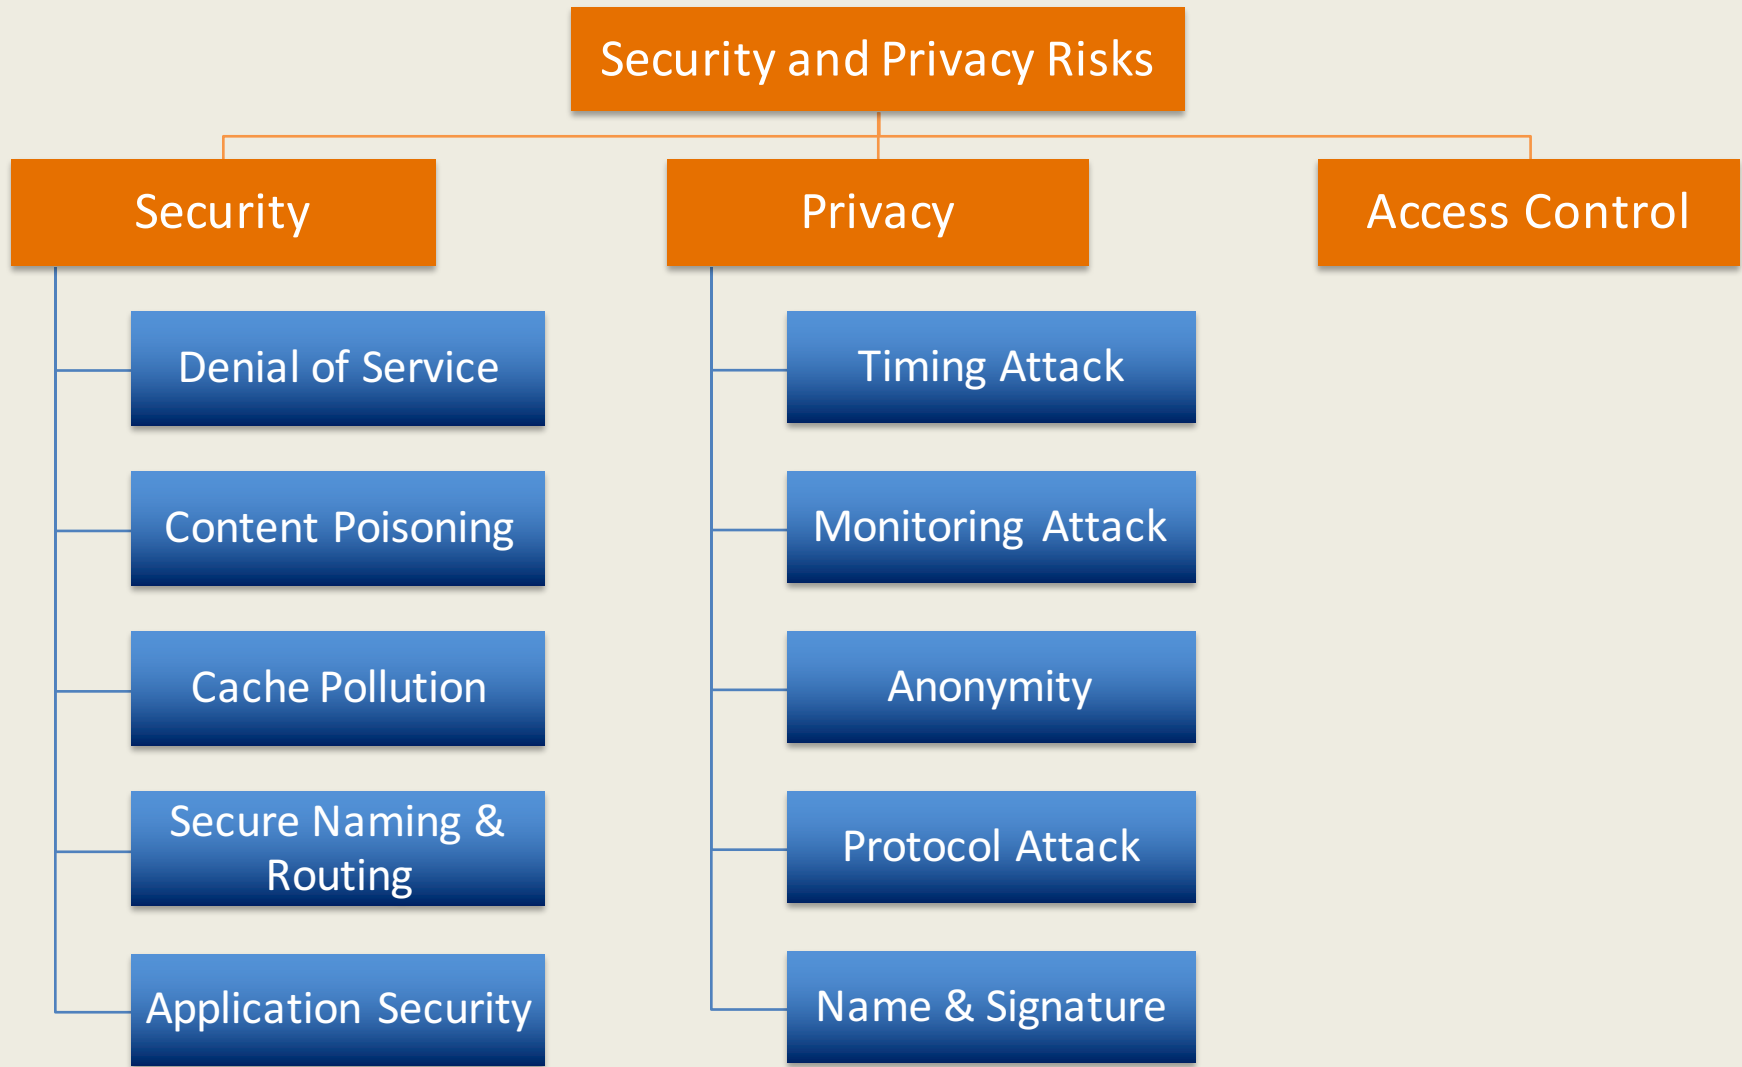 Security and Privacy Risks
Security
Privacy
Access Control
Denial of Service
Content Poisoning
Cache Pollution
Secure Naming &
Routing
Application Security
Timing Attack
Monitoring Attack
Anonymity
Protocol Attack
Name & Signature